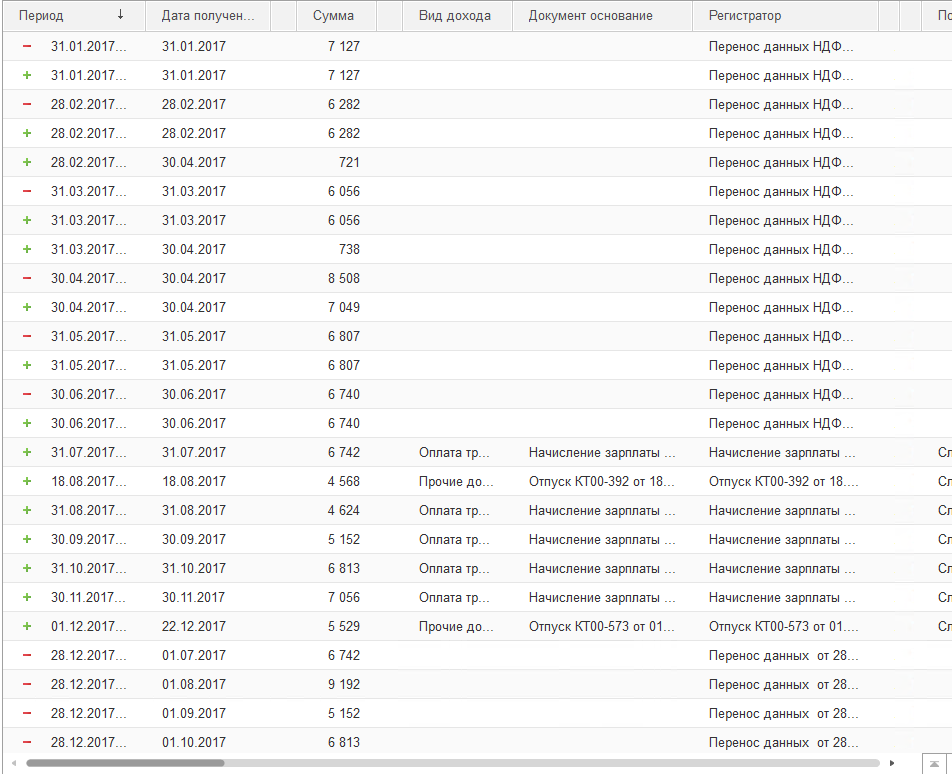 Период ↓ Дата получен... Сумма Вид дохода Документ основание Регистратор По
− 31.01.2017... 31.01.2017 7 127 Перенос данных НДФ...
+ 31.01.2017... 31.01.2017 7 127 Перенос данных НДФ...
− 28.02.2017... 28.02.2017 6 282 Перенос данных НДФ...
+ 28.02.2017... 28.02.2017 6 282 Перенос данных НДФ...
+ 28.02.2017... 30.04.2017 721 Перенос данных НДФ...
− 31.03.2017... 31.03.2017 6 056 Перенос данных НДФ...
+ 31.03.2017... 31.03.2017 6 056 Перенос данных НДФ...
+ 31.03.2017... 30.04.2017 738 Перенос данных НДФ...
− 30.04.2017... 30.04.2017 8 508 Перенос данных НДФ...
+ 30.04.2017... 30.04.2017 7 049 Перенос данных НДФ...
− 31.05.2017... 31.05.2017 6 807 Перенос данных НДФ...
+ 31.05.2017... 31.05.2017 6 807 Перенос данных НДФ...
− 30.06.2017... 30.06.2017 6 740 Перенос данных НДФ...
+ 30.06.2017... 30.06.2017 6 740 Перенос данных НДФ...
+ 31.07.2017... 31.07.2017 6 742 Оплата тр... Начисление зарплаты ... Начисление зарплаты ... Сл
+ 18.08.2017... 18.08.2017 4 568 Прочие до... Отпуск КТ00-392 от 18... Отпуск КТ00-392 от 18.... Сл
+ 31.08.2017... 31.08.2017 4 624 Оплата тр... Начисление зарплаты ... Начисление зарплаты ... Сл
+ 30.09.2017... 30.09.2017 5 152 Оплата тр... Начисление зарплаты ... Начисление зарплаты ... Сл
+ 31.10.2017... 31.10.2017 6 813 Оплата тр... Начисление зарплаты ... Начисление зарплаты ... Сл
+ 30.11.2017... 30.11.2017 7 056 Оплата тр... Начисление зарплаты ... Начисление зарплаты ... Сл
+ 01.12.2017... 22.12.2017 5 529 Прочие до... Отпуск КТ00-573 от 01... Отпуск КТ00-573 от 01.... Сл
− 28.12.2017... 01.07.2017 6 742 Перенос данных от 28...
− 28.12.2017... 01.08.2017 9 192 Перенос данных от 28...
− 28.12.2017... 01.09.2017 5 152 Перенос данных от 28...
− 28.12.2017... 01.10.2017 6 813 Перенос данных от 28...